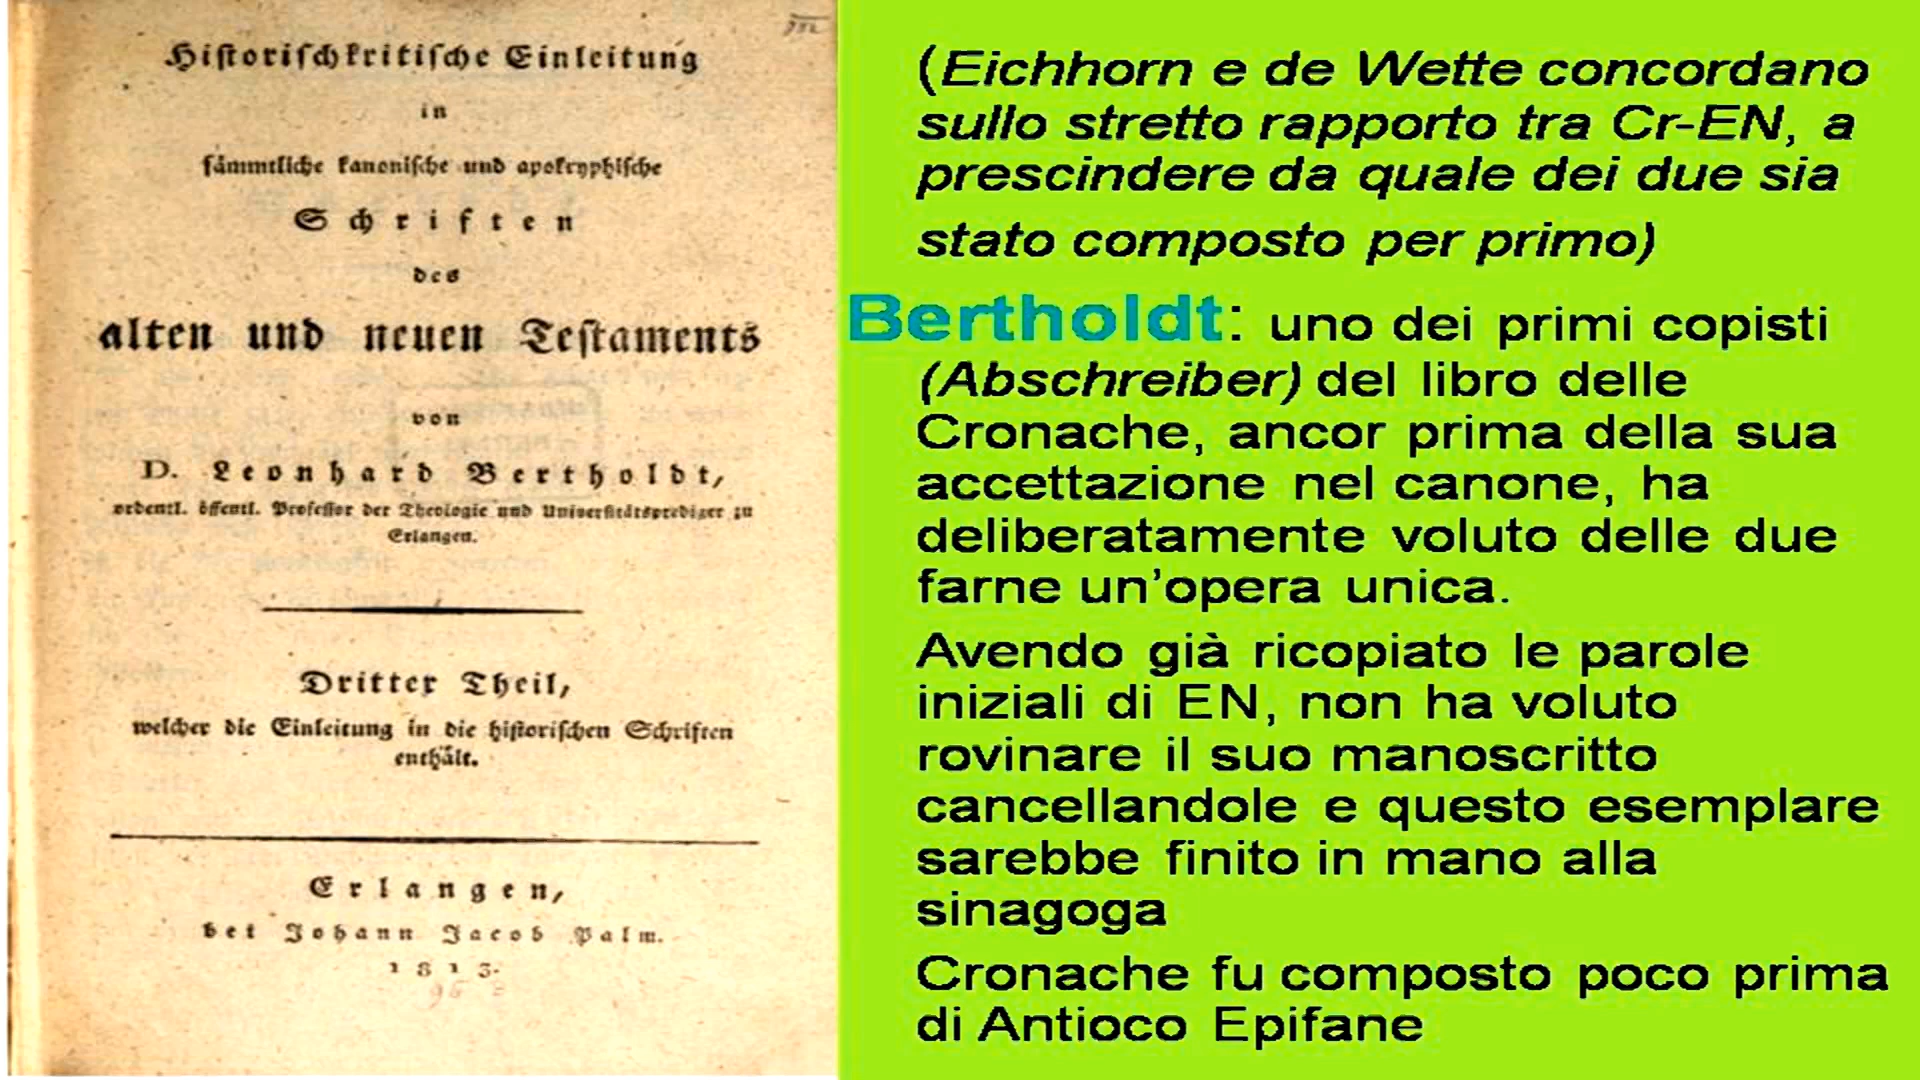 Historischkritische Einleitung
in
sämmtliche kanonische und apokryphische
Schriften
des
alten und neuen Testaments
von
D. Leonhard Bertholdt,
ordentl. öffentl. Professor der Theologie und Universitätsprediger zu
Erlangen.
Dritter Theil,
welcher die Einleitung in die historischen Schriften
enthält.
Erlangen,
bei Johann Jacob Palm.
1813.
(Eichhorn e de Wette concordano
sullo stretto rapporto tra Cr-EN, a
prescindere da quale dei due sia
stato composto per primo)
Bertholdt: uno dei primi copisti
(Abschreiber) del libro delle
Cronache, ancor prima della sua
accettazione nel canone, ha
deliberatamente voluto delle due
farne un’opera unica.
Avendo già ricopiato le parole
iniziali di EN, non ha voluto
rovinare il suo manoscritto
cancellandole e questo esemplare
sarebbe finito in mano alla
sinagoga
Cronache fu composto poco prima
di Antioco Epifane